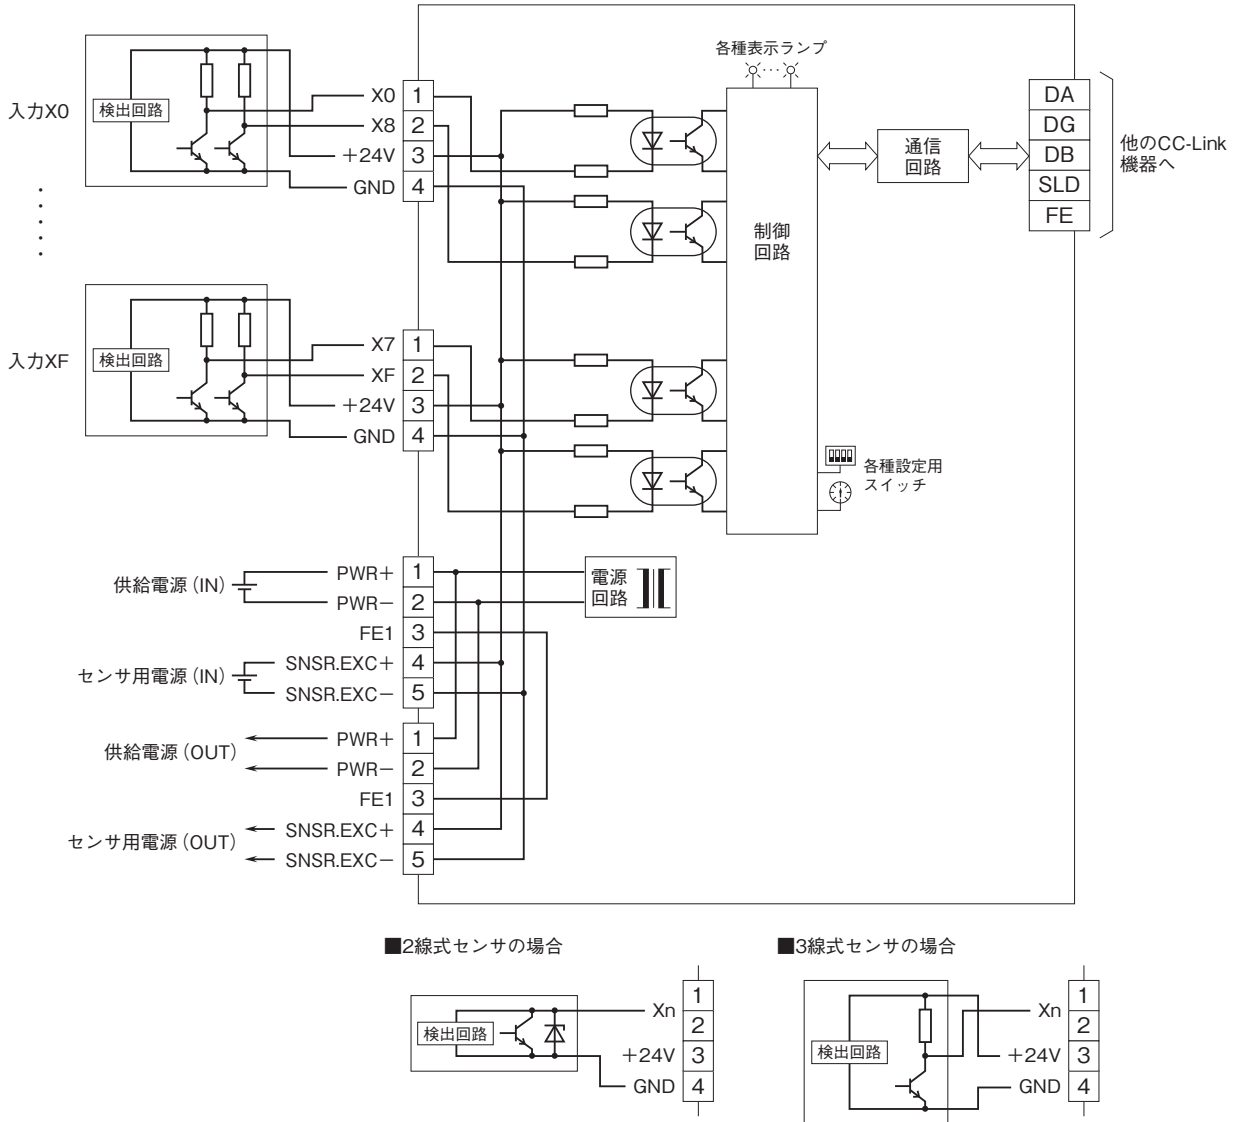 各種表示ランプ
入力X0
検出回路
X0 1
X8 2
+24V 3
GND 4
制御
回路
通信
回路
DA
DG
DB
SLD
FE
他のCC-Link
機器へ
入力XF
検出回路
X7 1
XF 2
+24V 3
GND 4
各種設定用
スイッチ
供給電源(IN)
PWR+ 1
PWR− 2
FE1 3
センサ用電源(IN)
SNSR.EXC+ 4
SNSR.EXC− 5
電源
回路
供給電源(OUT)
PWR+ 1
PWR− 2
FE1 3
センサ用電源(OUT)
SNSR.EXC+ 4
SNSR.EXC− 5
■2線式センサの場合
検出回路
Xn
1
2
+24V 3
GND 4
■3線式センサの場合
検出回路
Xn
1
2
+24V 3
GND 4